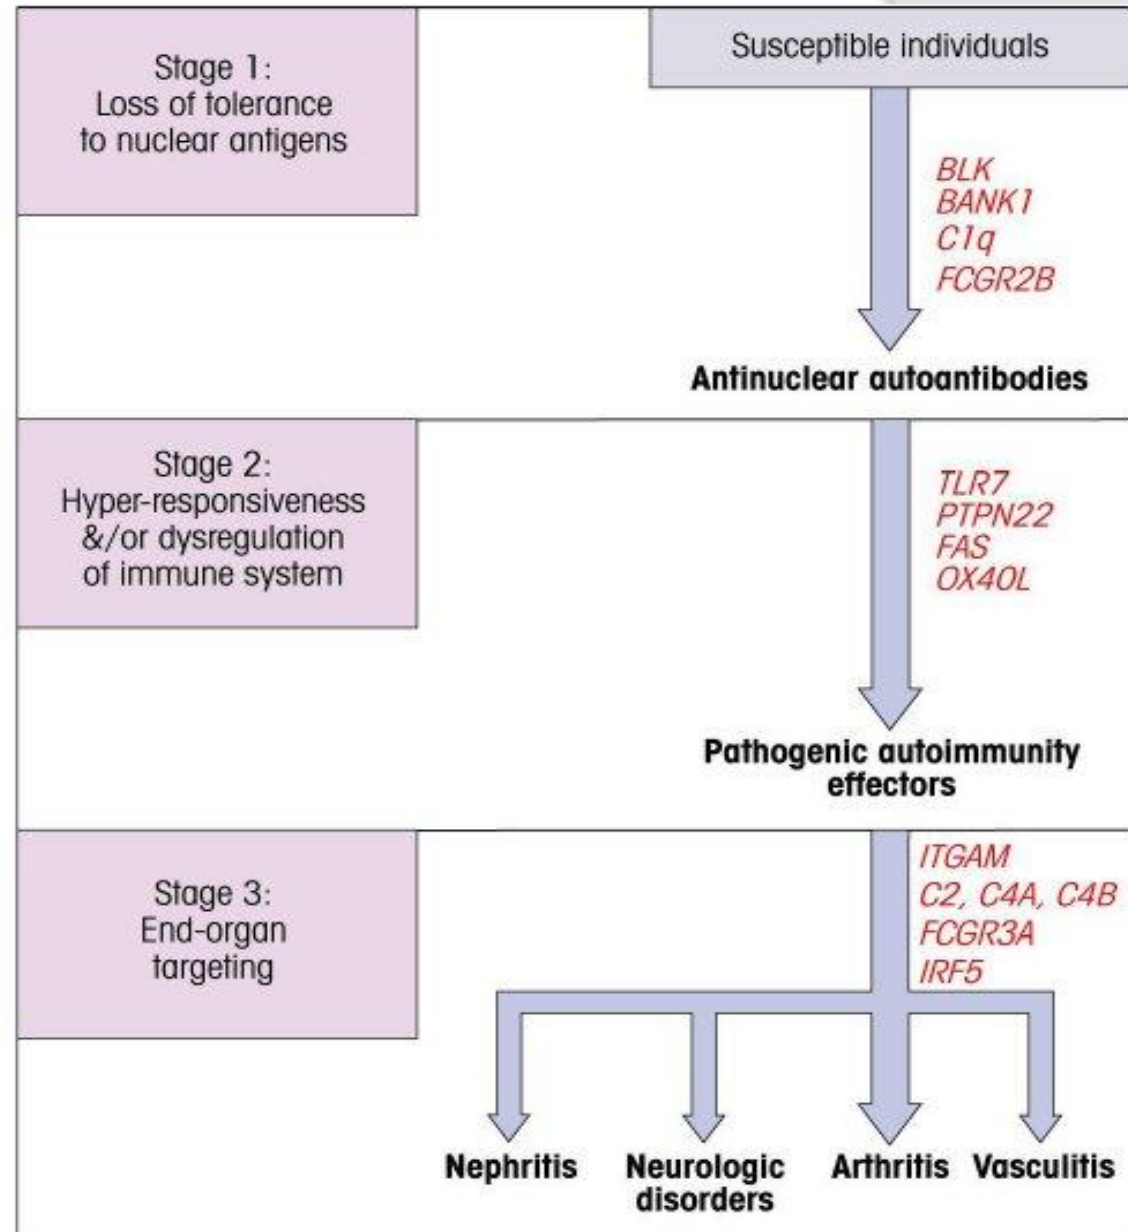 Stage 1:
Loss of tolerance
to nuclear antigens
Susceptible individuals
BLK
BANK1
C1q
FCGR2B
Antinuclear autoantibodies
Stage 2:
Hyper-responsiveness
&/or dysregulation
of immune system
TLR7
PTPN22
FAS
OX40L
Pathogenic autoimmunity
effectors
Stage 3:
End-organ
targeting
ITGAM
C2, C4A, C4B
FCGR3A
IRF5
Nephritis
Neurologic
disorders
Arthritis
Vasculitis